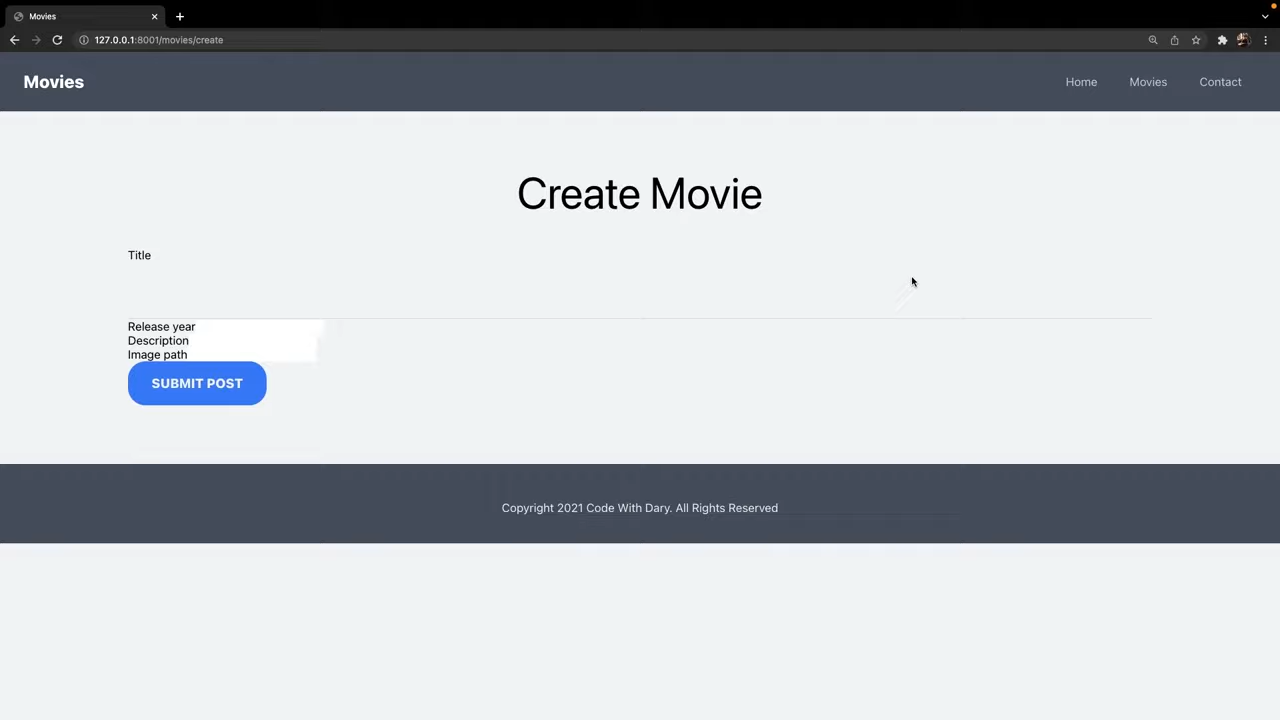 Movies
127.0.0.1:8001/movies/create
Movies
Home Movies Contact
Create Movie
Title
Release year
Description
Image path
SUBMIT POST
Copyright 2021 Code With Dary. All Rights Reserved